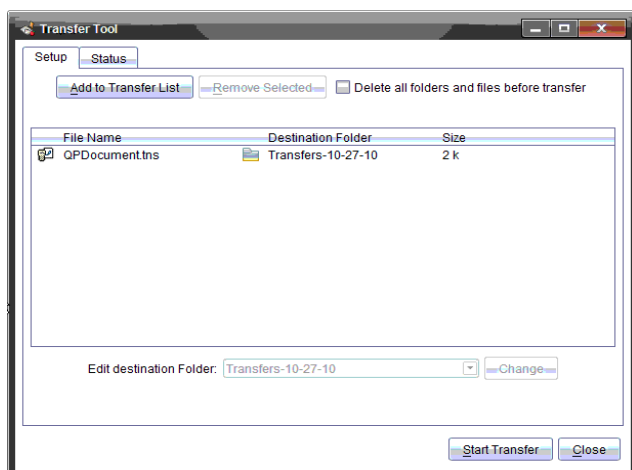 Transfer Tool
Setup Status
Add to Transfer List Remove Selected Delete all folders and files before transfer
File Name Destination Folder Size
QPDocument.tns Transfers-10-27-10 2 k
Edit destination Folder: Transfers-10-27-10 Change
Start Transfer Close